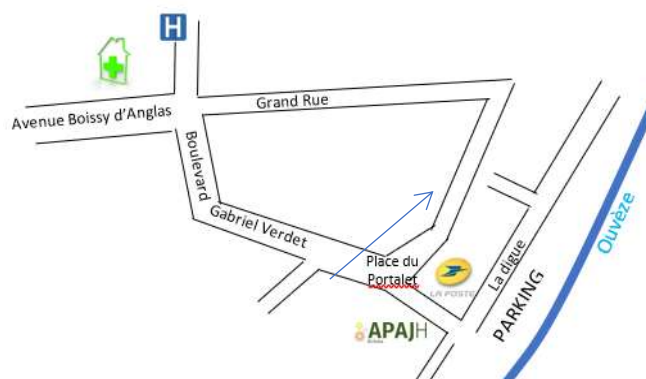 H
Avenue Boissy d'Anglas
Grand Rue
Boulevard
Gabriel Verdet
Place du
Portalet
LA POSTE
La digue
PARKING
Ouvèze
APAJH